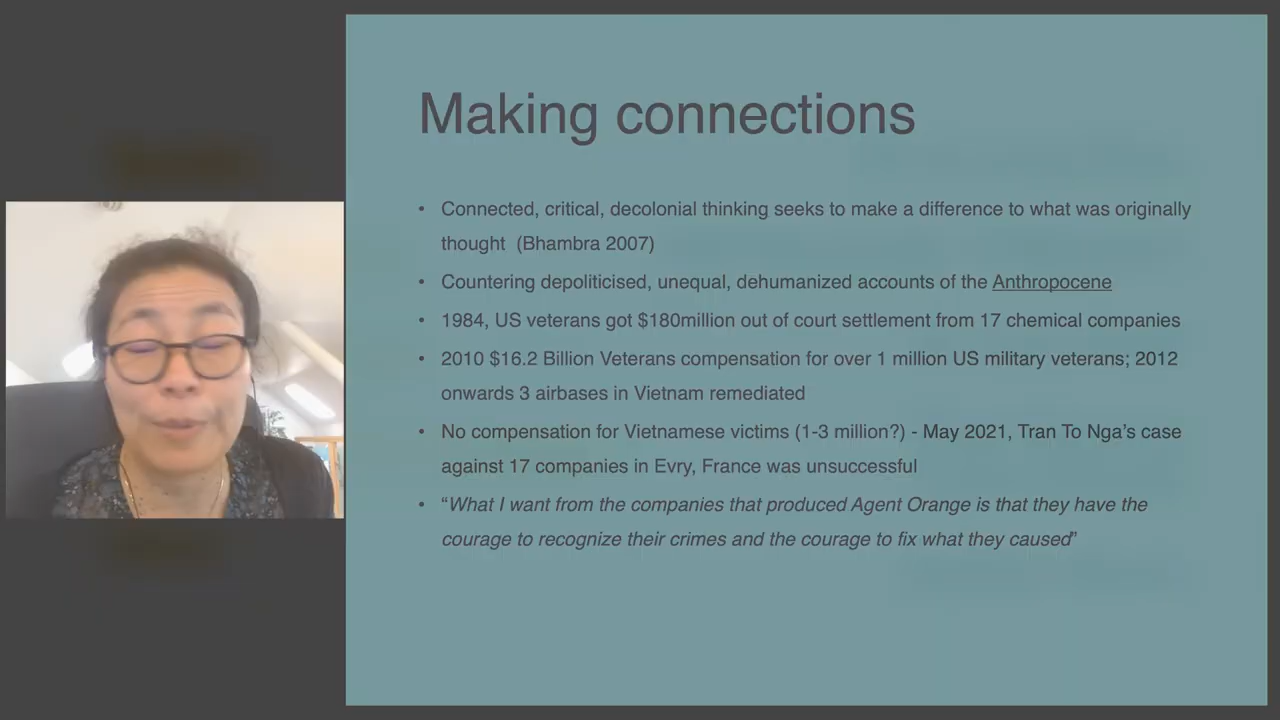 Making connections
• Connected, critical, decolonial thinking seeks to make a difference to what was originally
thought (Bhambra 2007)
• Countering depoliticised, unequal, dehumanized accounts of the Anthropocene
• 1984, US veterans got $180million out of court settlement from 17 chemical companies
• 2010 $16.2 Billion Veterans compensation for over 1 million US military veterans; 2012
onwards 3 airbases in Vietnam remediated
• No compensation for Vietnamese victims (1-3 million?) - May 2021, Tran To Nga’s case
against 17 companies in Evry, France was unsuccessful
• “What I want from the companies that produced Agent Orange is that they have the
courage to recognize their crimes and the courage to fix what they caused”